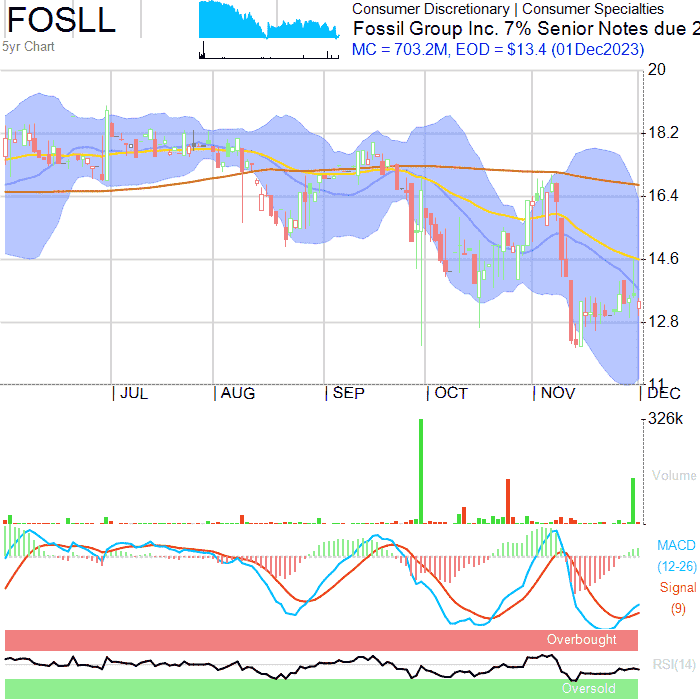 FOSLL
5yr Chart
Consumer Discretionary | Consumer Specialties
Fossil Group Inc. 7% Senior Notes due 2
MC = 703.2M, EOD = $13.4 (01Dec2023)
20
18.2
16.4
14.6
12.8
11
JUL AUG SEP OCT NOV DEC
326k
Volume
MACD
(12-26)
Signal
(9)
Overbought
RSI(14)
Oversold